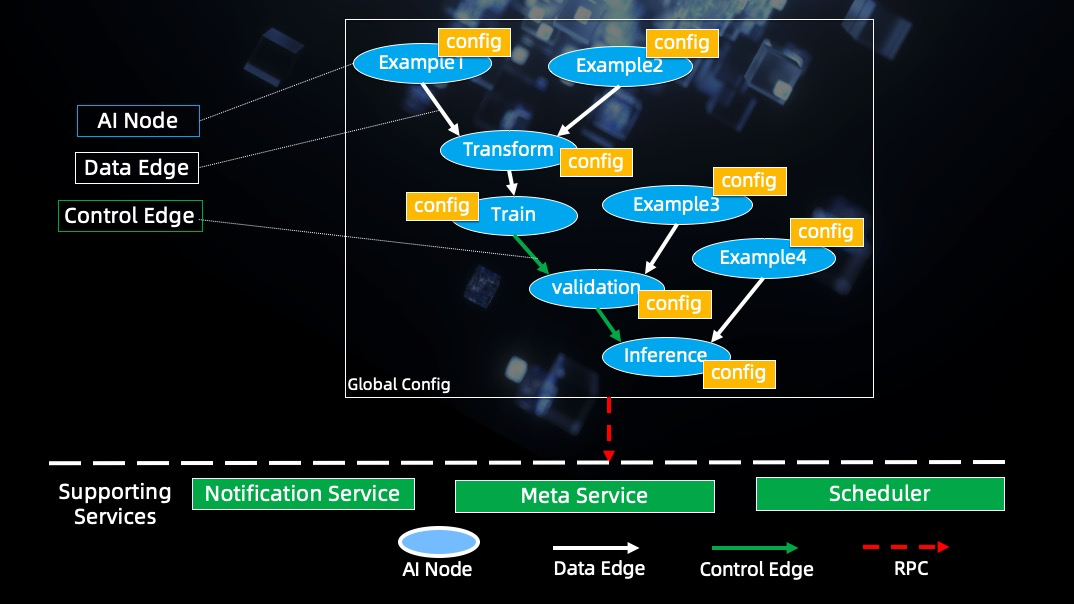 config
config
Example1
Example2
AI Node
Transform
config
Data Edge
config
config
Example3
Control Edge
Train
config
Example4
validation
config
Inference
config
Global Config
Supporting
Services
Notification Service
Meta Service
Scheduler
AI Node
Data Edge
Control Edge
RPC